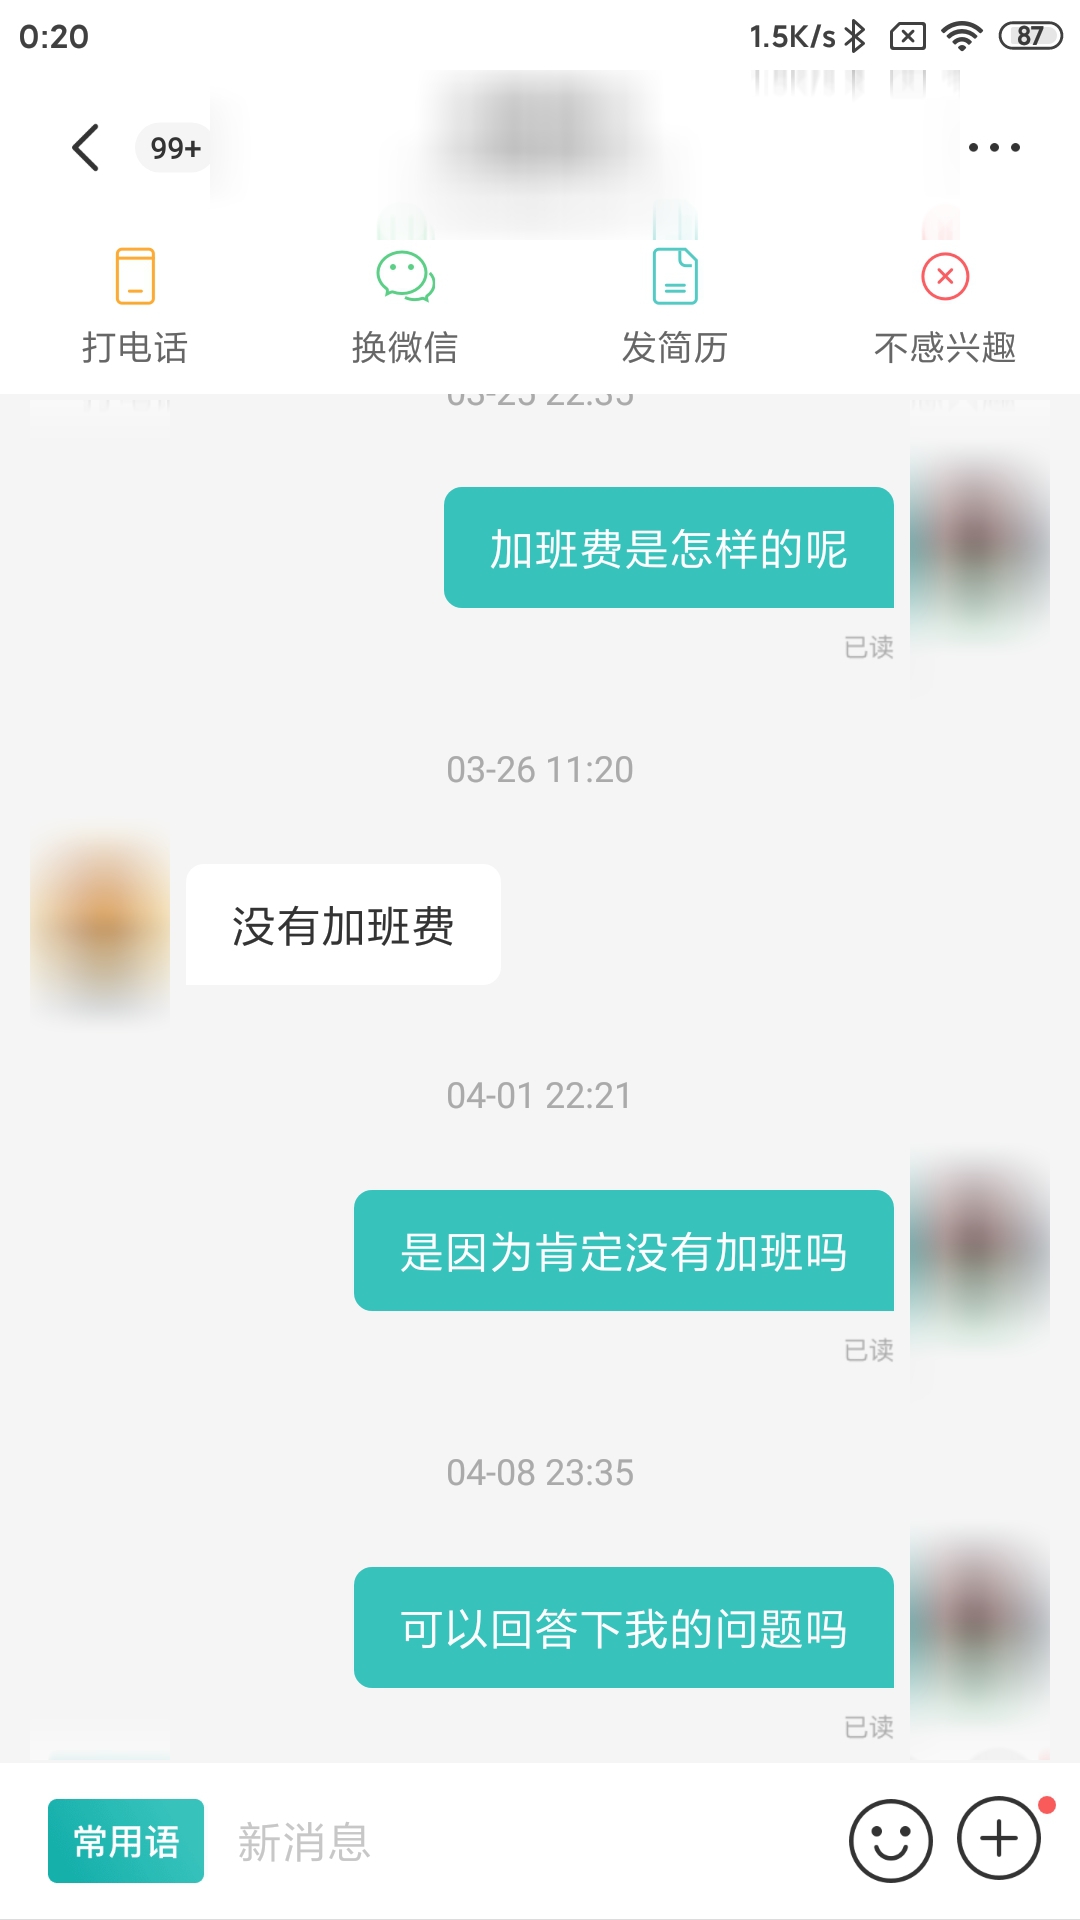 0:20
1.5K/s
87
99+
打电话
换微信
发简历
不感兴趣
03-25 22:35
加班费是怎样的呢
已读
03-26 11:20
没有加班费
04-01 22:21
是因为肯定没有加班吗
已读
04-08 23:35
可以回答下我的问题吗
已读
常用语
新消息